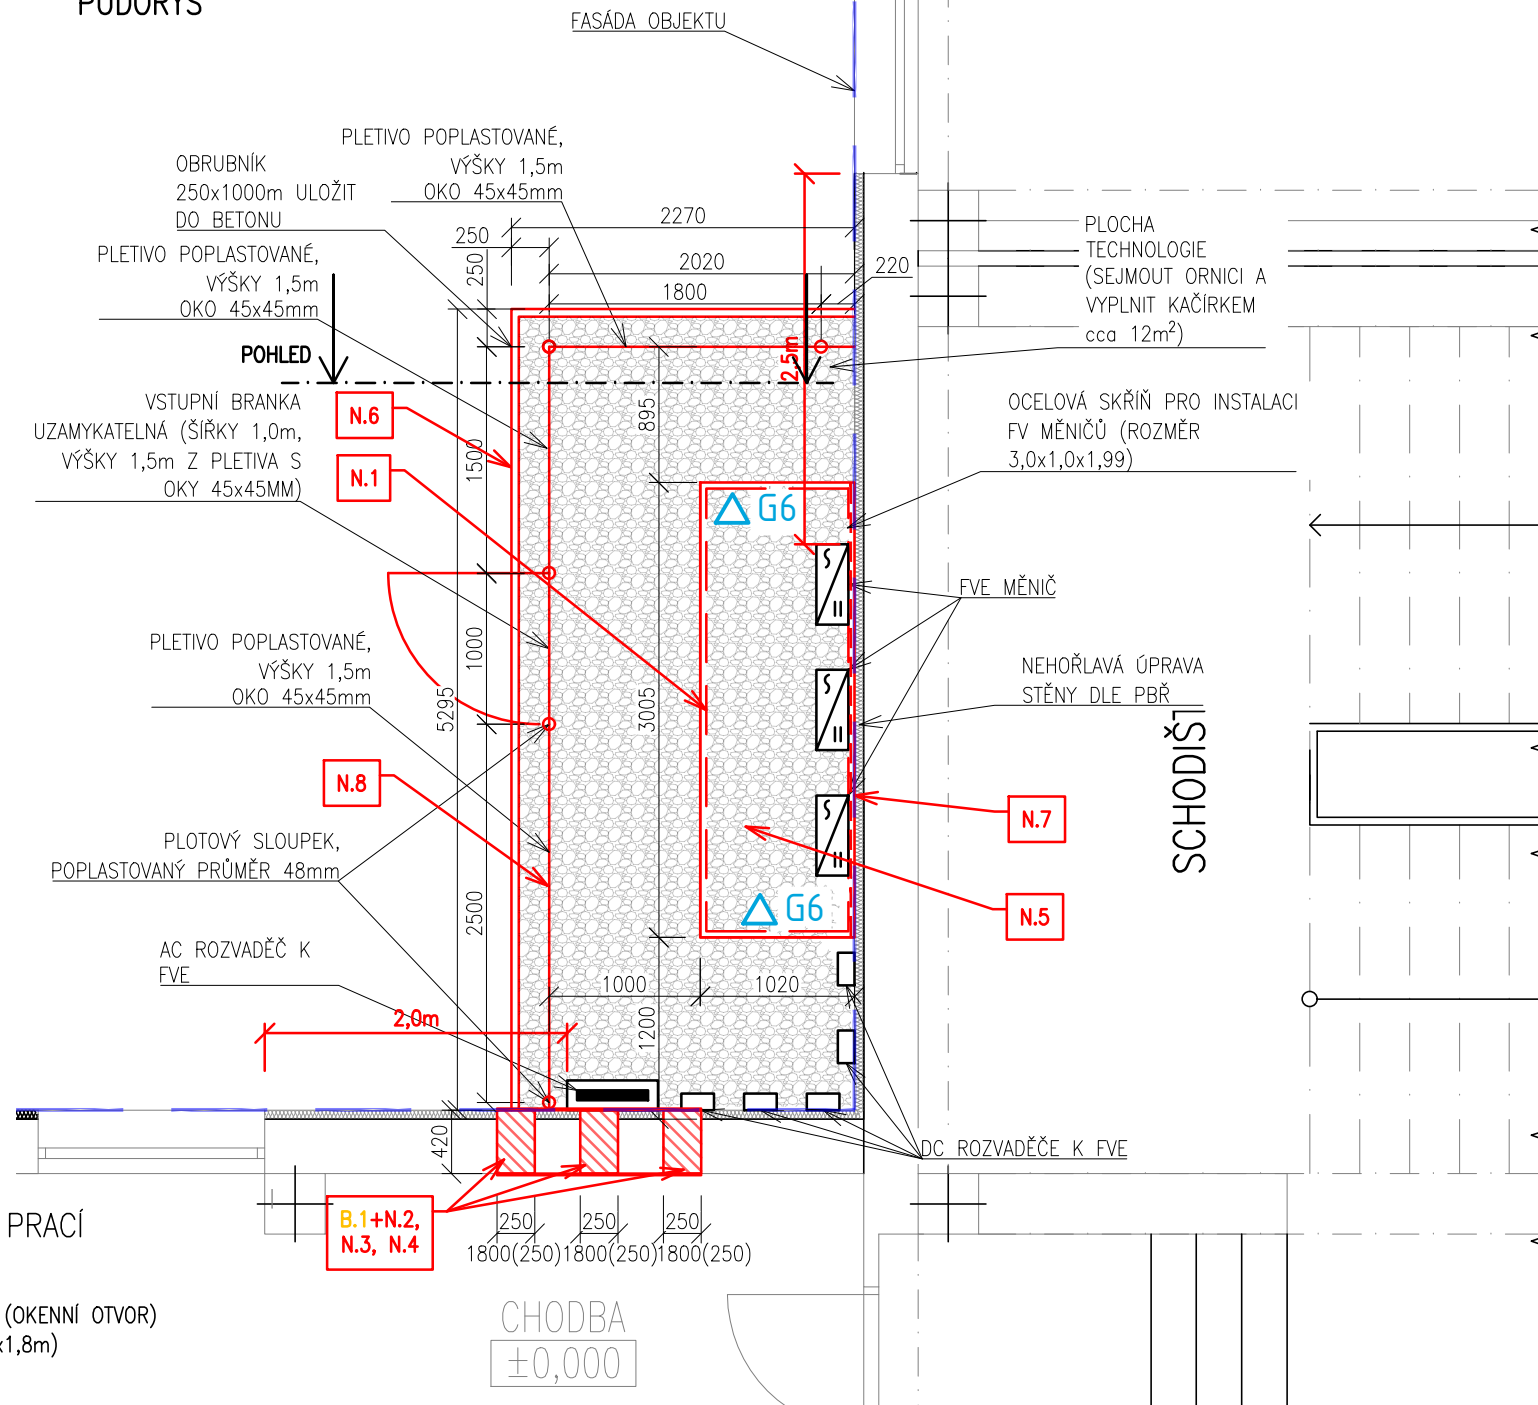 PŮDORYS
FASÁDA OBJEKTU
PLETIVO POPLASTOVANÉ,
VÝŠKY 1,5m
OKO 45x45mm
OBRUBNÍK
250x1000m ULOŽIT
DO BETONU
PLETIVO POPLASTOVANÉ,
VÝŠKY 1,5m
OKO 45x45mm
2270
250
2020
220
1800
250
PLOCHA
TECHNOLOGIE
(SEJMOUT ORNICI A
VYPLNIT KAČÍRKEM
cca 12m²)
POHLED
2,5m
VSTUPNÍ BRANKA
UZAMYKATELNÁ (ŠÍŘKY 1,0m,
VÝŠKY 1,5m Z PLETIVA S
OKY 45x45MM)
N.6
N.1
1500
895
OCELOVÁ SKŘÍŇ PRO INSTALACI
FV MĚNIČŮ (ROZMĚR
3,0x1,0x1,99)
G6
FVE MĚNIČ
PLETIVO POPLASTOVANÉ,
VÝŠKY 1,5m
OKO 45x45mm
1000
5295
3005
NEHOŘLAVÁ ÚPRAVA
STĚNY DLE PBŘ
SCHODIŠT
N.8
N.7
PLOTOVÝ SLOUPEK,
POPLASTOVANÝ PRŮMĚR 48mm
2500
G6
N.5
AC ROZVADĚČ K
FVE
1000
1020
2,0m
1200
420
DC ROZVADĚČE K FVE
B.1+N.2,
N.3, N.4
250
250
250
1800(250)
1800(250)
1800(250)
PRACÍ
(OKENNÍ OTVOR)
x1,8m)
CHODBA
±0,000